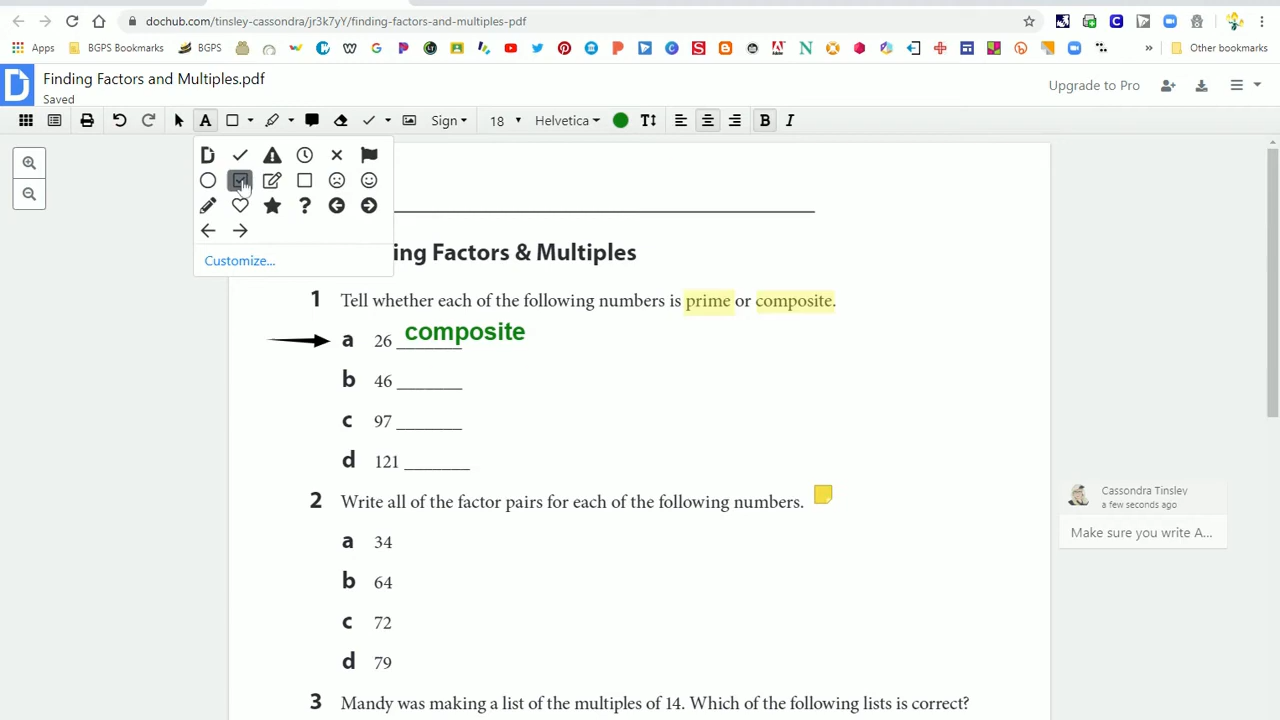 dochub.com/tinsley-cassondra/jr3k7yY/finding-factors-and-multiples-pdf
Apps BGPS Bookmarks BGPS Other bookmarks
Finding Factors and Multiples.pdf
Saved
Upgrade to Pro
Sign 18 Helvetica
Customize...
ing Factors & Multiples
1 Tell whether each of the following numbers is prime or composite.
a 26 _______ composite
b 46 _______
c 97 _______
d 121 _______
2 Write all of the factor pairs for each of the following numbers.
a 34
b 64
c 72
d 79
3 Mandy was making a list of the multiples of 14. Which of the following lists is correct?
Cassondra Tinsley
a few seconds ago
Make sure you write A...